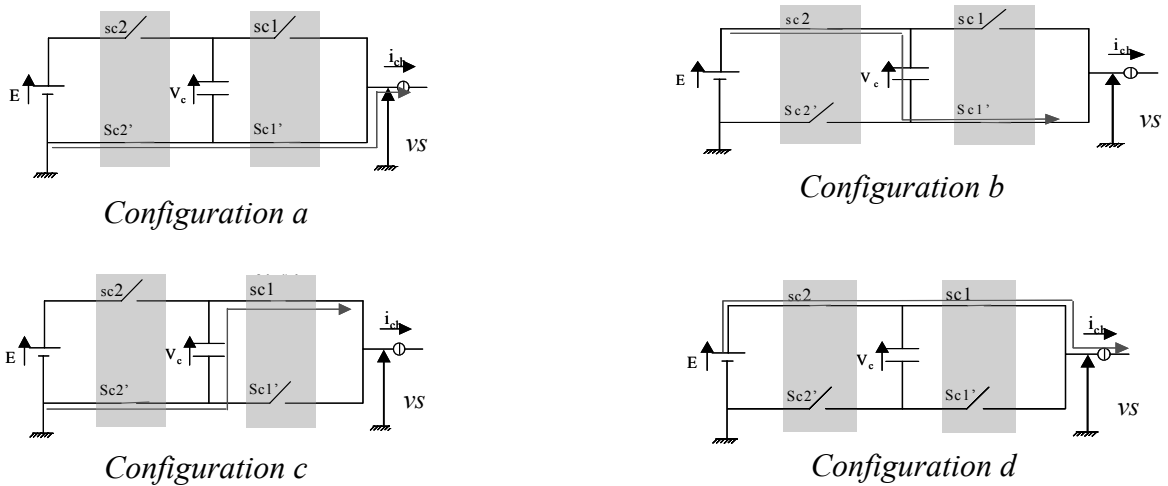 sc2 sc1
E
Vc
ich
Sc2’ Sc1’
vs
Configuration a
sc2 sc1
E
Vc
ich
Sc2’ Sc1’
vs
Configuration b
sc2 sc1
E
Vc
ich
Sc2’ Sc1’
vs
Configuration c
sc2 sc1
E
Vc
ich
Sc2’ Sc1’
vs
Configuration d